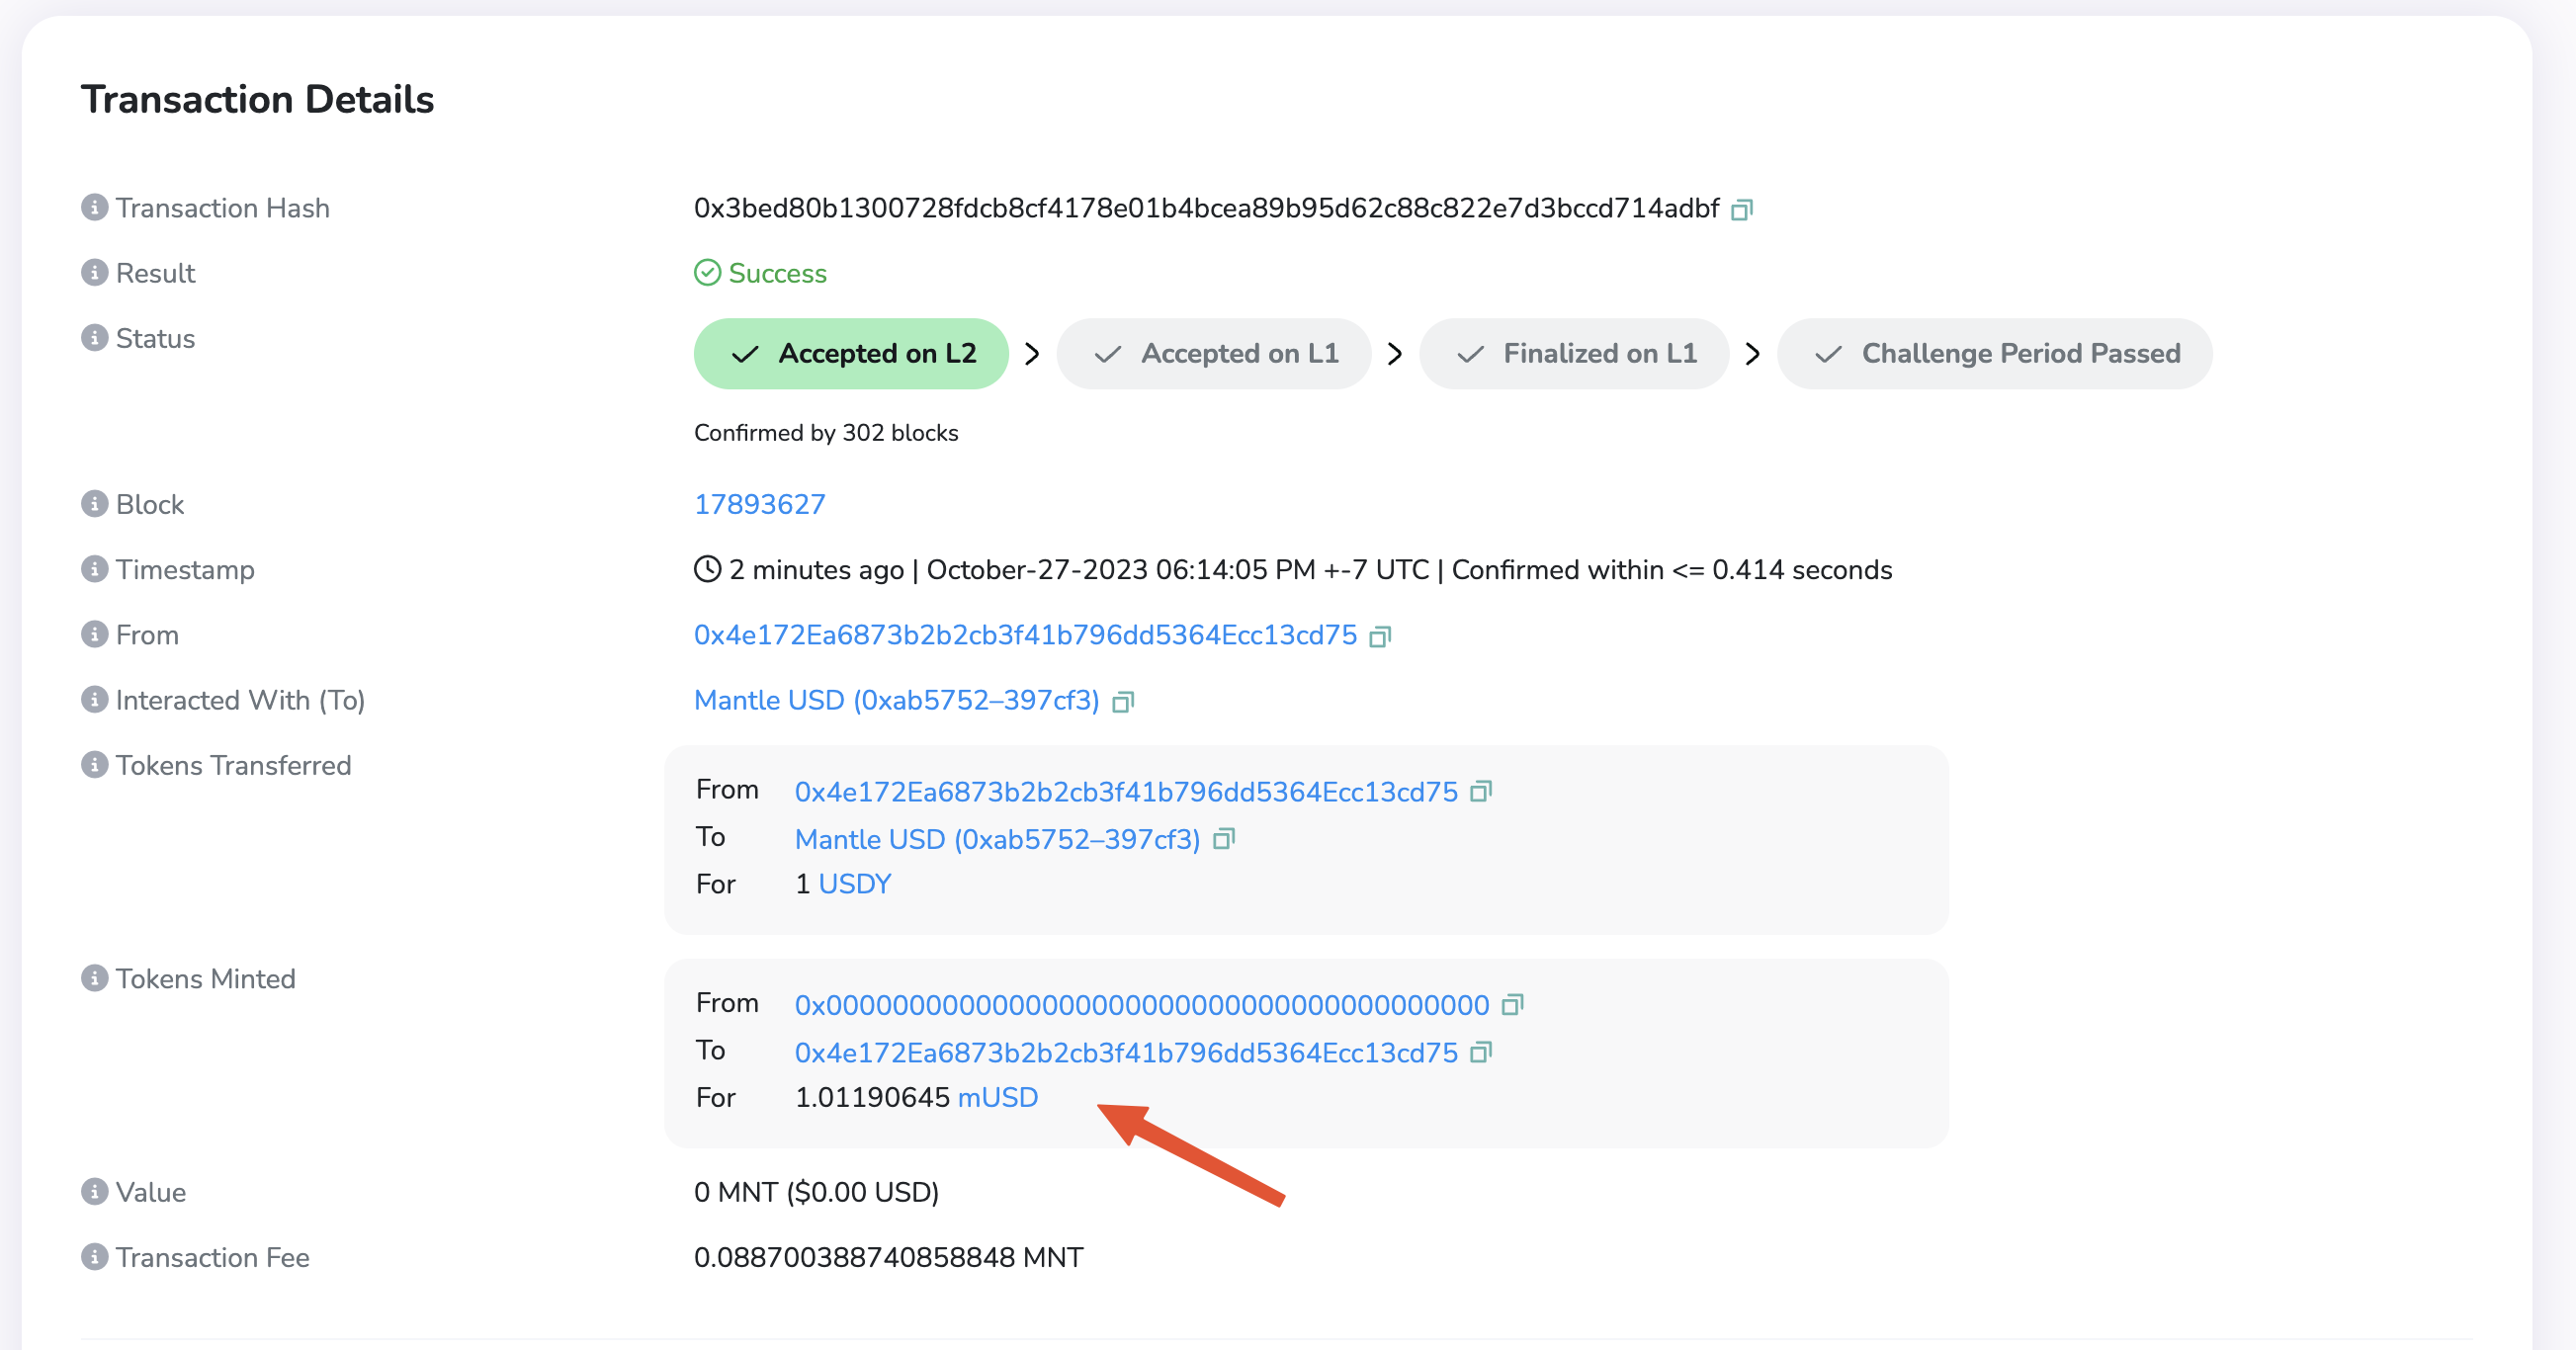 Transaction Details
Transaction Hash
0x3bed80b1300728fdcb8cf4178e01b4bcea89b95d62c88c822e7d3bccd714adbf
Result
Success
Status
Accepted on L2 > Accepted on L1 > Finalized on L1 > Challenge Period Passed
Confirmed by 302 blocks
Block
17893627
Timestamp
2 minutes ago | October-27-2023 06:14:05 PM +-7 UTC | Confirmed within <= 0.414 seconds
From
0x4e172Ea6873b2b2cb3f41b796dd5364Ecc13cd75
Interacted With (To)
Mantle USD (0xab5752–397cf3)
Tokens Transferred
From 0x4e172Ea6873b2b2cb3f41b796dd5364Ecc13cd75
To Mantle USD (0xab5752–397cf3)
For 1 USDY
Tokens Minted
From 0x0000000000000000000000000000000000000000
To 0x4e172Ea6873b2b2cb3f41b796dd5364Ecc13cd75
For 1.01190645 mUSD
Value
0 MNT ($0.00 USD)
Transaction Fee
0.088700388740858848 MNT